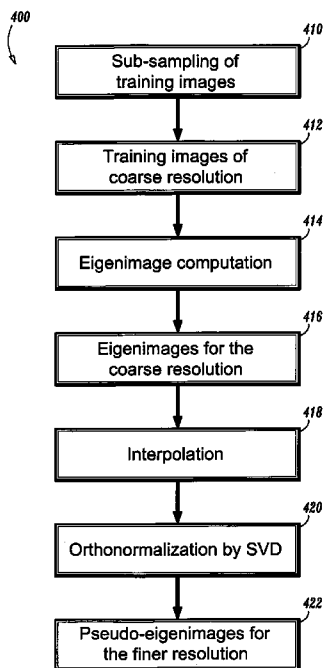 400
410
Sub-sampling of
training images
412
Training images of
coarse resolution
414
Eigenimage computation
416
Eigenimages for the
coarse resolution
418
Interpolation
420
Orthonormalization by SVD
422
Pseudo-eigenimages for
the finer resolution